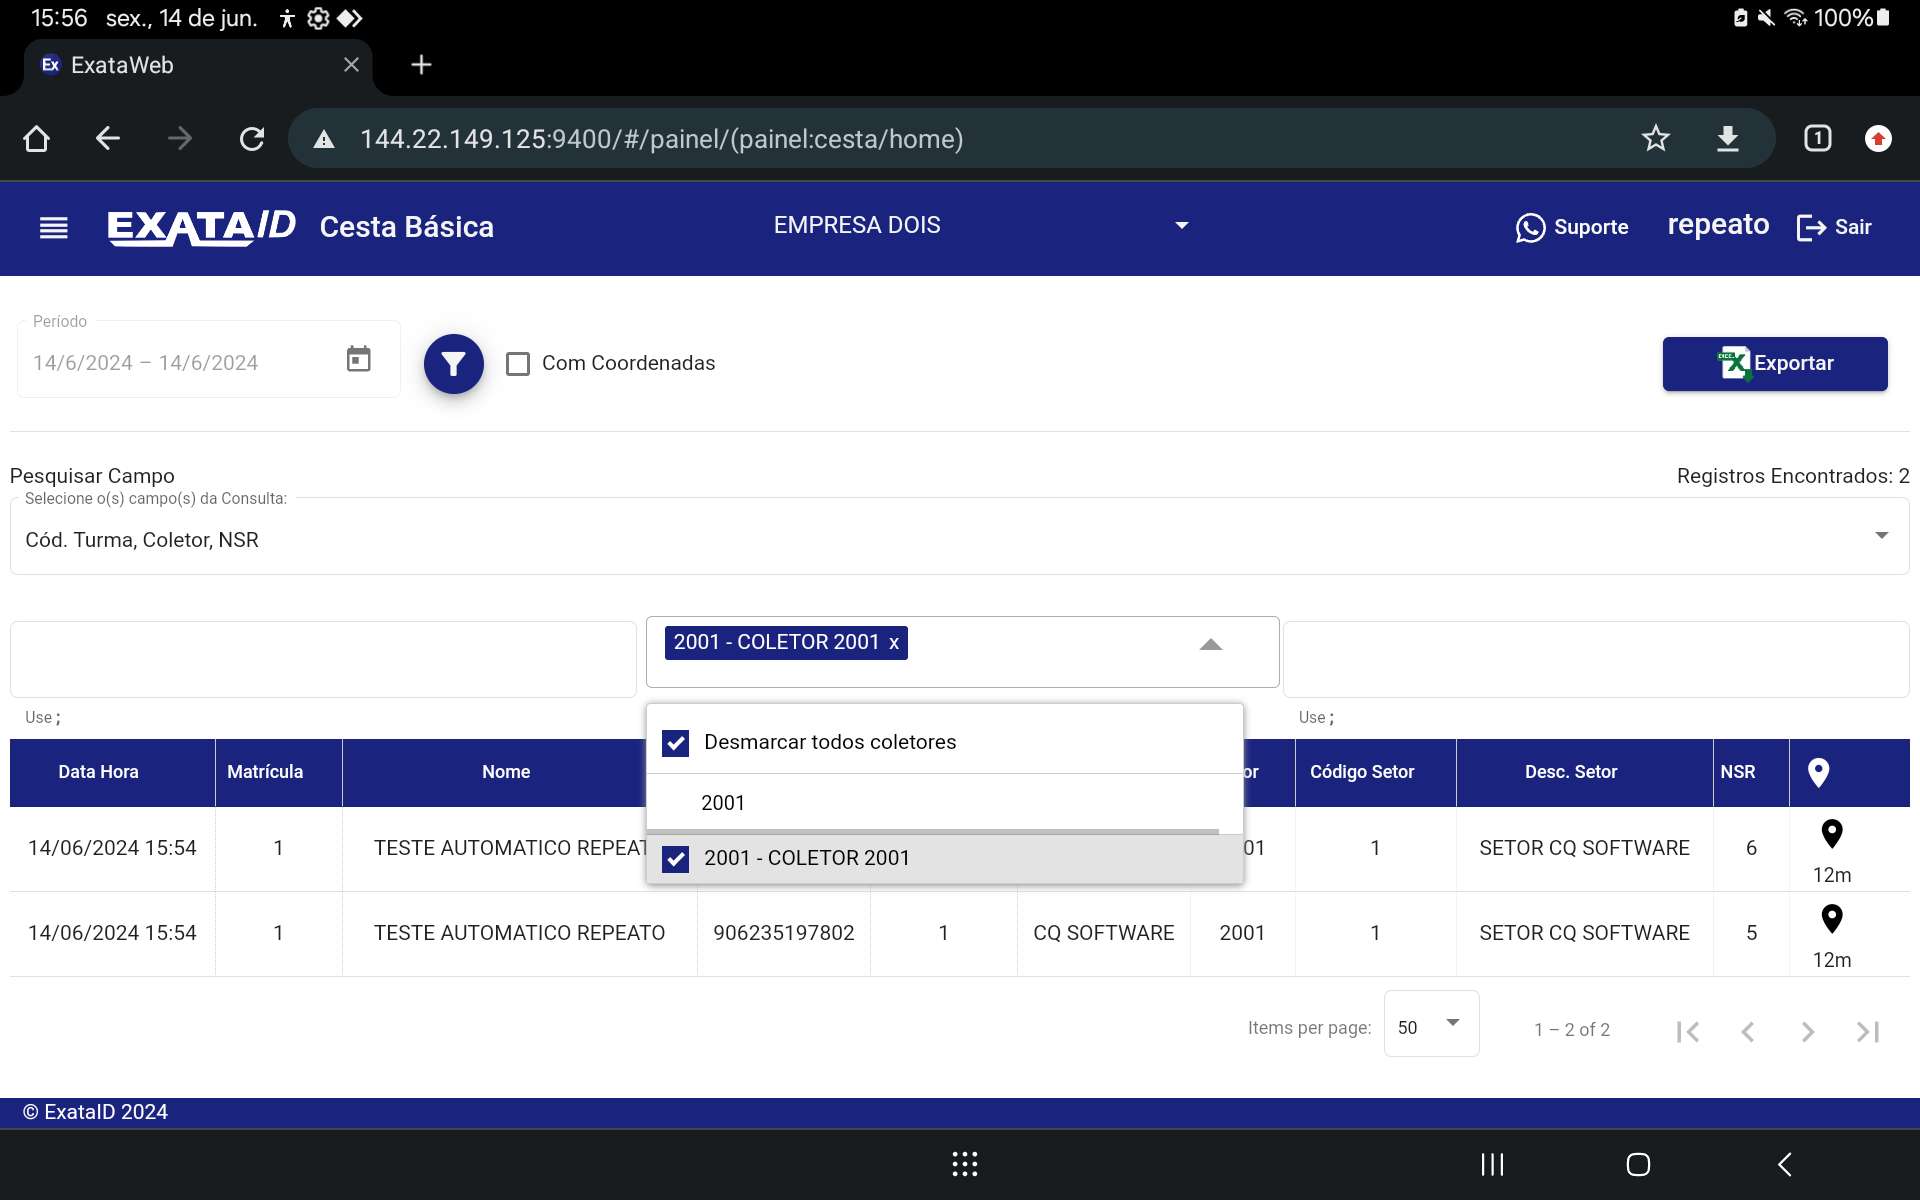 15:56 sex., 14 de jun. 100%
Ex ExataWeb
144.22.149.125:9400/#/painel/(painel:cesta/home) 1
EXATAID Cesta Básica EMPRESA DOIS Suporte repeato Sair
Período
14/6/2024 – 14/6/2024 Com Coordenadas Exportar
Pesquisar Campo Registros Encontrados: 2
Selecione o(s) campo(s) da Consulta:
Cód. Turma, Coletor, NSR
2001 - COLETOR 2001 x
Use ; Use ;
Desmarcar todos coletores
2001
2001 - COLETOR 2001
Data Hora Matrícula Nome or Código Setor Desc. Setor NSR
14/06/2024 15:54 1 TESTE AUTOMATICO REPEAT 01 1 SETOR CQ SOFTWARE 6
12m
14/06/2024 15:54 1 TESTE AUTOMATICO REPEATO 906235197802 1 CQ SOFTWARE 2001 1 SETOR CQ SOFTWARE 5
12m
Items per page: 50 1 – 2 of 2
© ExataID 2024